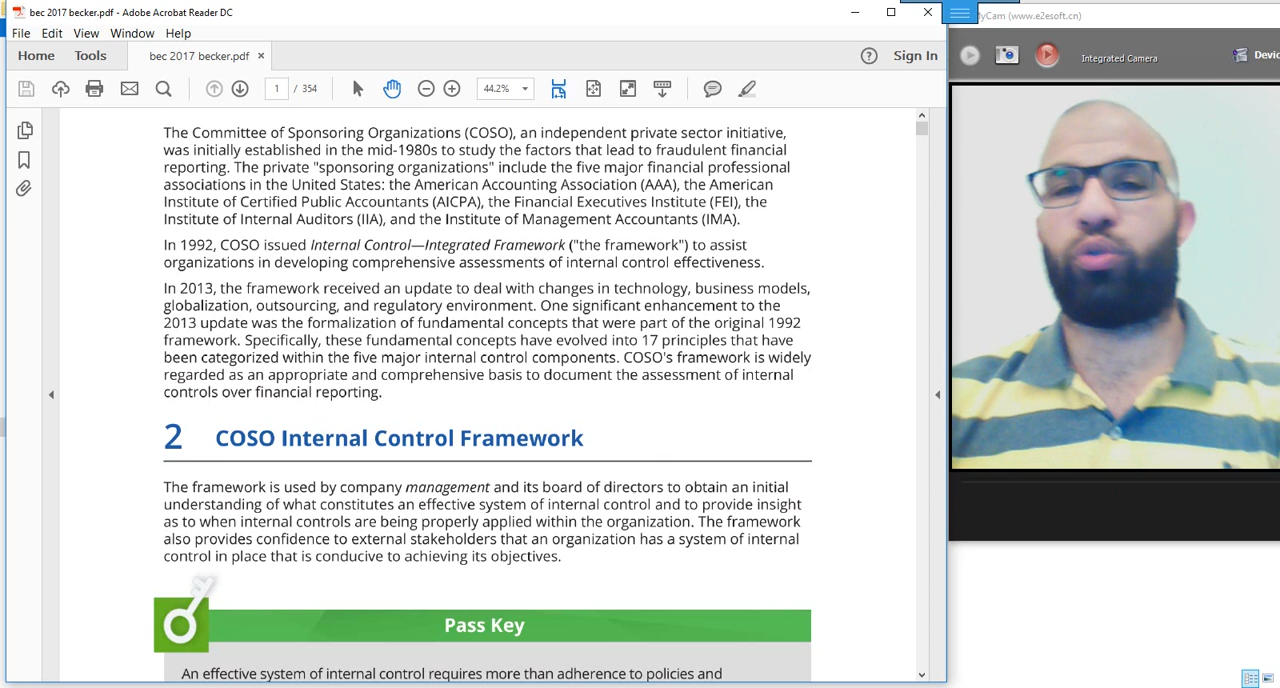 bec 2017 becker.pdf - Adobe Acrobat Reader DC
File Edit View Window Help
Home Tools bec 2017 becker.pdf × Sign In
1 / 354 44.2%
The Committee of Sponsoring Organizations (COSO), an independent private sector initiative,
was initially established in the mid-1980s to study the factors that lead to fraudulent financial
reporting. The private "sponsoring organizations" include the five major financial professional
associations in the United States: the American Accounting Association (AAA), the American
Institute of Certified Public Accountants (AICPA), the Financial Executives Institute (FEI), the
Institute of Internal Auditors (IIA), and the Institute of Management Accountants (IMA).
In 1992, COSO issued Internal Control—Integrated Framework ("the framework") to assist
organizations in developing comprehensive assessments of internal control effectiveness.
In 2013, the framework received an update to deal with changes in technology, business models,
globalization, outsourcing, and regulatory environment. One significant enhancement to the
2013 update was the formalization of fundamental concepts that were part of the original 1992
framework. Specifically, these fundamental concepts have evolved into 17 principles that have
been categorized within the five major internal control components. COSO's framework is widely
regarded as an appropriate and comprehensive basis to document the assessment of internal
controls over financial reporting.
2 COSO Internal Control Framework
The framework is used by company management and its board of directors to obtain an initial
understanding of what constitutes an effective system of internal control and to provide insight
as to when internal controls are being properly applied within the organization. The framework
also provides confidence to external stakeholders that an organization has a system of internal
control in place that is conducive to achieving its objectives.
Pass Key
An effective system of internal control requires more than adherence to policies and
yCam (www.e2esoft.cn)
Integrated Camera
Devic